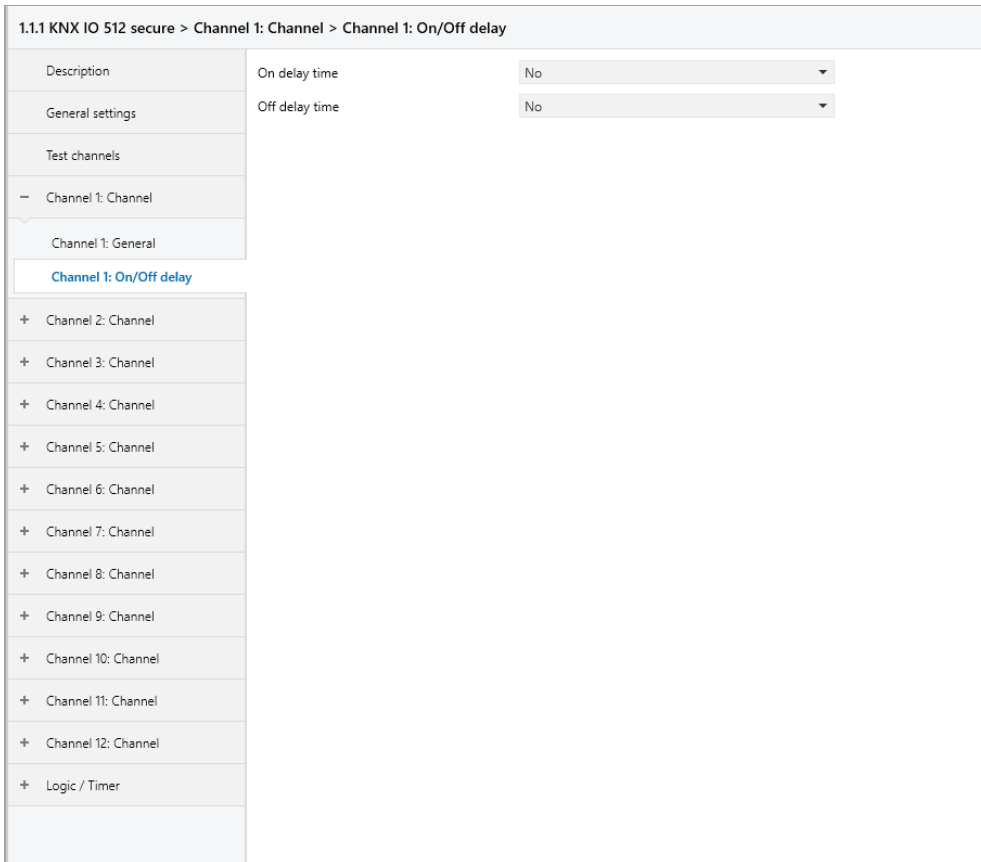 1.1.1 KNX IO 512 secure > Channel 1: Channel > Channel 1: On/Off delay
Description
General settings
Test channels
Channel 1: Channel
Channel 1: General
Channel 1: On/Off delay
Channel 2: Channel
Channel 3: Channel
Channel 4: Channel
Channel 5: Channel
Channel 6: Channel
Channel 7: Channel
Channel 8: Channel
Channel 9: Channel
Channel 10: Channel
Channel 11: Channel
Channel 12: Channel
Logic / Timer
On delay time No
Off delay time No